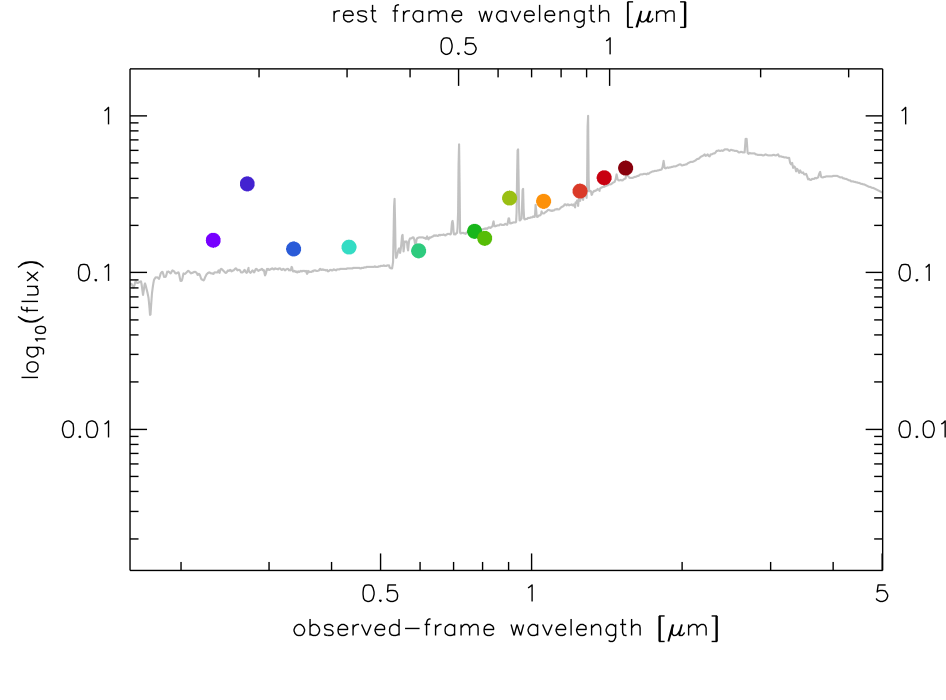 rest frame wavelength [μm]
0.5 1
1 1
0.1 0.1
log10(flux)
0.01 0.01
0.5 1 5
observed-frame wavelength [μm]